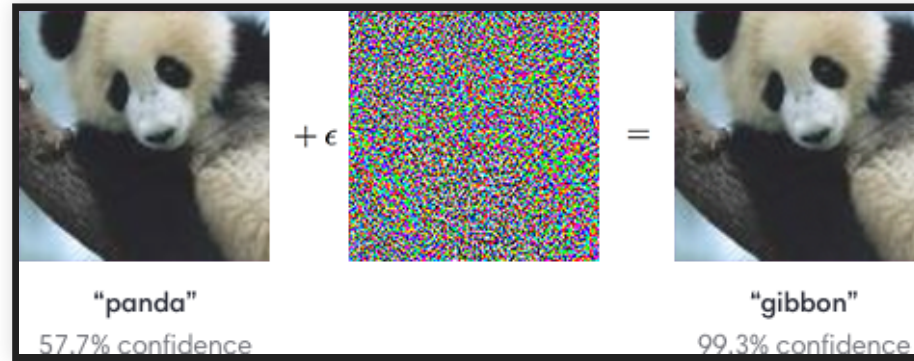 + ϵ =
“panda” “gibbon”
57.7% confidence 99.3% confidence